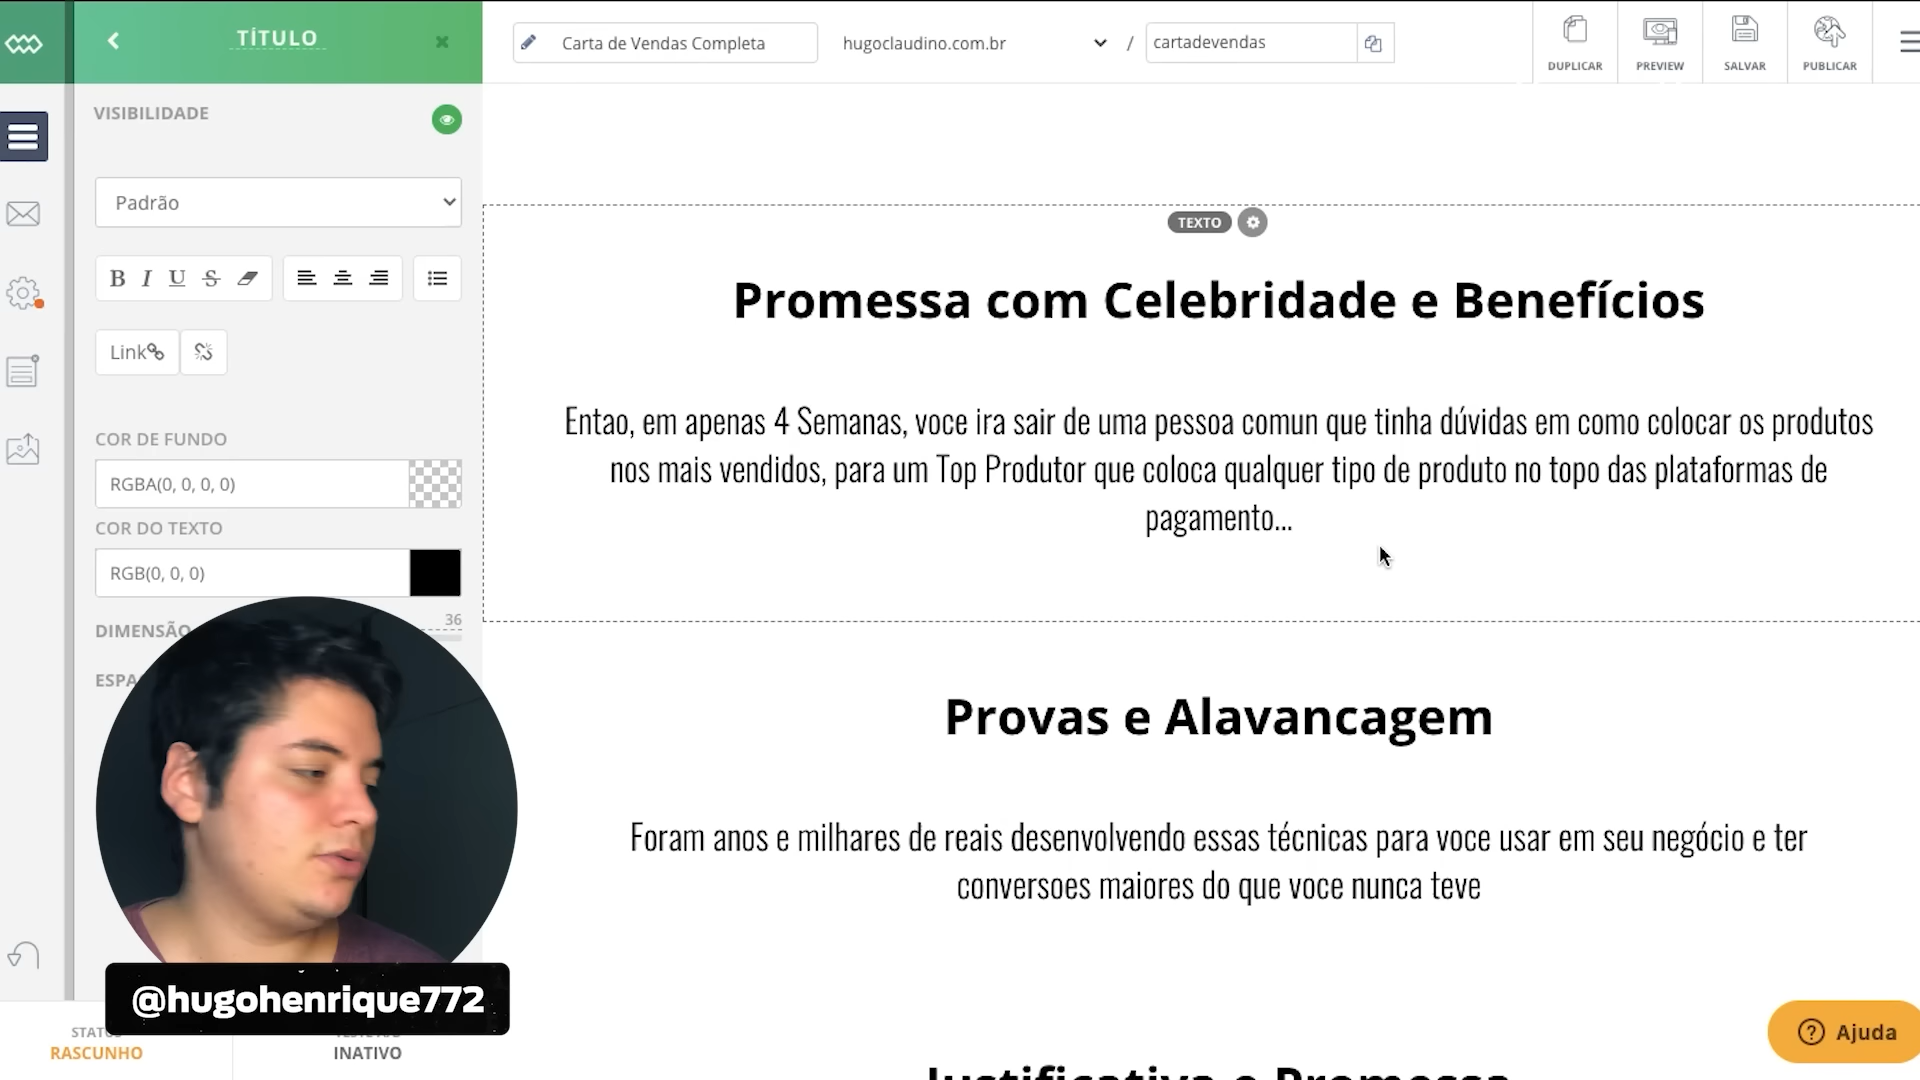 TÍTULO
Carta de Vendas Completa
hugoclaudino.com.br
/
cartadevendas
DUPLICAR
PREVIEW
SALVAR
PUBLICAR
VISIBILIDADE
Padrão
B I U S
Link
COR DE FUNDO
RGBA(0, 0, 0, 0)
COR DO TEXTO
RGB(0, 0, 0)
DIMENSÃO
36
TEXTO
Promessa com Celebridade e Benefícios
Entao, em apenas 4 Semanas, voce ira sair de uma pessoa comun que tinha dúvidas em como colocar os produtos
nos mais vendidos, para um Top Produtor que coloca qualquer tipo de produto no topo das plataformas de
pagamento...
Provas e Alavancagem
Foram anos e milhares de reais desenvolvendo essas técnicas para voce usar em seu negócio e ter
conversoes maiores do que voce nunca teve
Justificativa e Promessa
@hugohenrique772
RASCUNHO
INATIVO
Ajuda